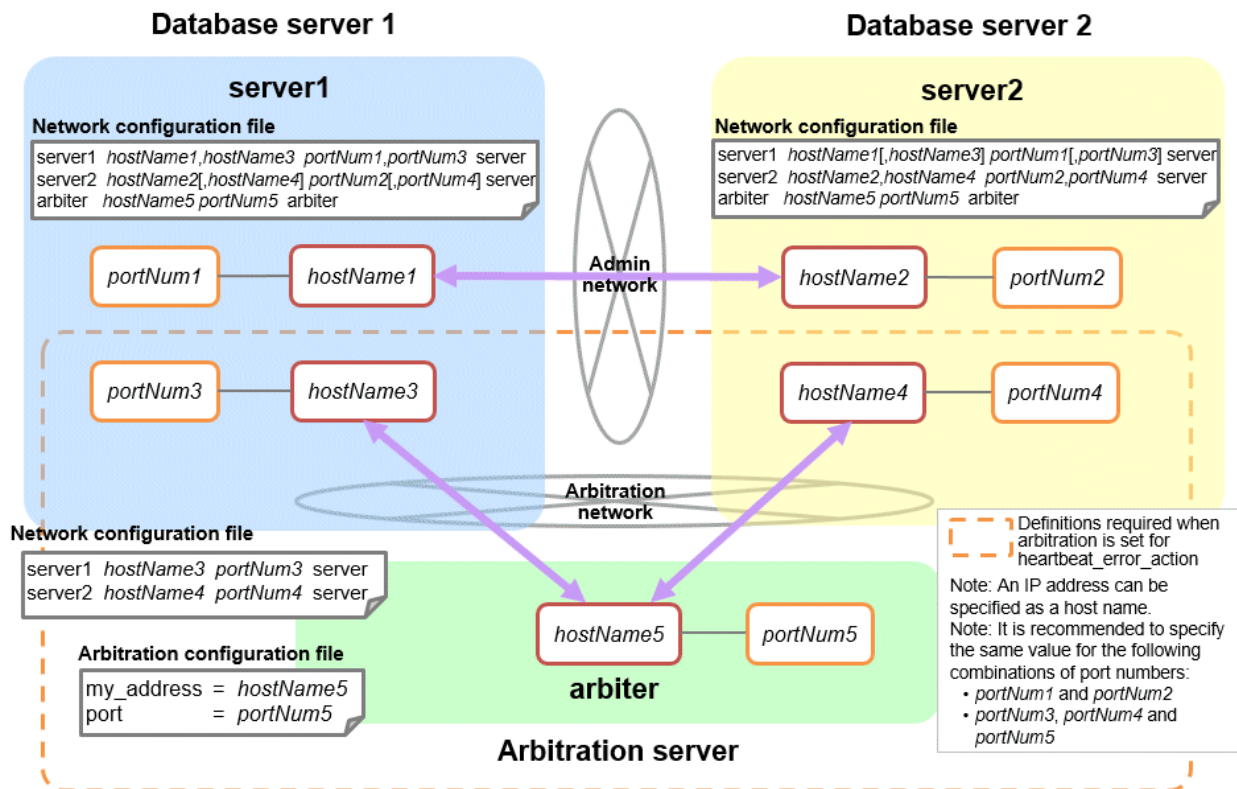 Database server 1
Database server 2
server1
Network configuration file
server1 hostName1,hostName3 portNum1,portNum3 server
server2 hostName2[,hostName4] portNum2[,portNum4] server
arbiter hostName5 portNum5 arbiter
server2
Network configuration file
server1 hostName1[,hostName3] portNum1[,portNum3] server
server2 hostName2,hostName4 portNum2,portNum4 server
arbiter hostName5 portNum5 arbiter
portNum1
hostName1
Admin
network
hostName2
portNum2
portNum3
hostName3
hostName4
portNum4
Arbitration
network
Network configuration file
server1 hostName3 portNum3 server
server2 hostName4 portNum4 server
Arbitration configuration file
my_address = hostName5
port = portNum5
hostName5
portNum5
arbiter
Arbitration server
Definitions required when
arbitration is set for
heartbeat_error_action
Note: An IP address can be
specified as a host name.
Note: It is recommended to specify
the same value for the following
combinations of port numbers:
• portNum1 and portNum2
• portNum3, portNum4 and
portNum5